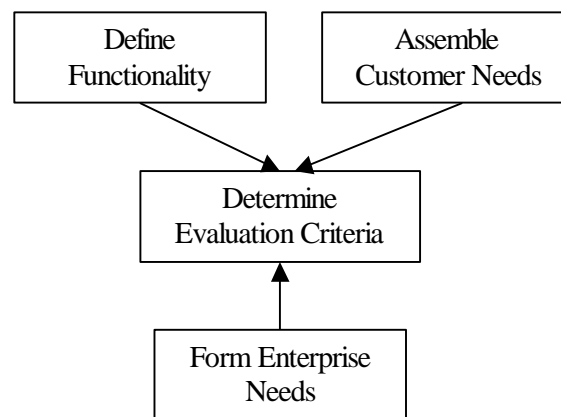 Define
Functionality
Assemble
Customer Needs
Determine
Evaluation Criteria
Form Enterprise
Needs